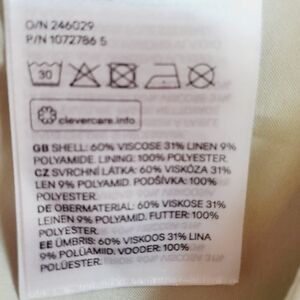 O/N 246029
P/N 1072786 5
30
clevercare.info
GB SHELL: 60% VISCOSE 31% LINEN 9%
POLYAMIDE. LINING: 100% POLYESTER.
CZ SVRCHNÍ LÁTKA: 60% VISKÓZA 31%
LEN 9% POLYAMID. PODŠÍVKA: 100%
POLYESTER.
DE OBERMATERIAL: 60% VISKOSE 31%
LEINEN 9% POLYAMID. FUTTER: 100%
POLYESTER.
EE ÜMBRIS: 60% VISKOOS 31% LINA
9% POLÜAMIID. VOODER: 100%
POLÜESTER.